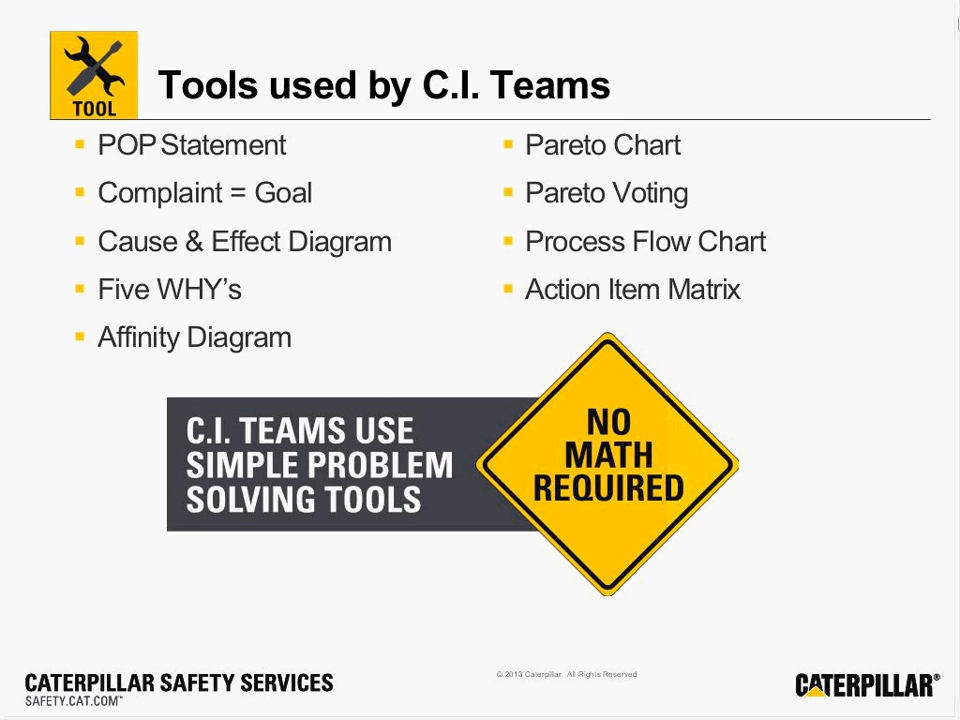 TOOL
Tools used by C.I. Teams
POP Statement
Complaint = Goal
Cause & Effect Diagram
Five WHY’s
Affinity Diagram
Pareto Chart
Pareto Voting
Process Flow Chart
Action Item Matrix
C.I. TEAMS USE
SIMPLE PROBLEM
SOLVING TOOLS
NO
MATH
REQUIRED
CATERPILLAR SAFETY SERVICES
SAFETY.CAT.COM™
© 2013 Caterpillar All Rights Reserved
CATERPILLAR®